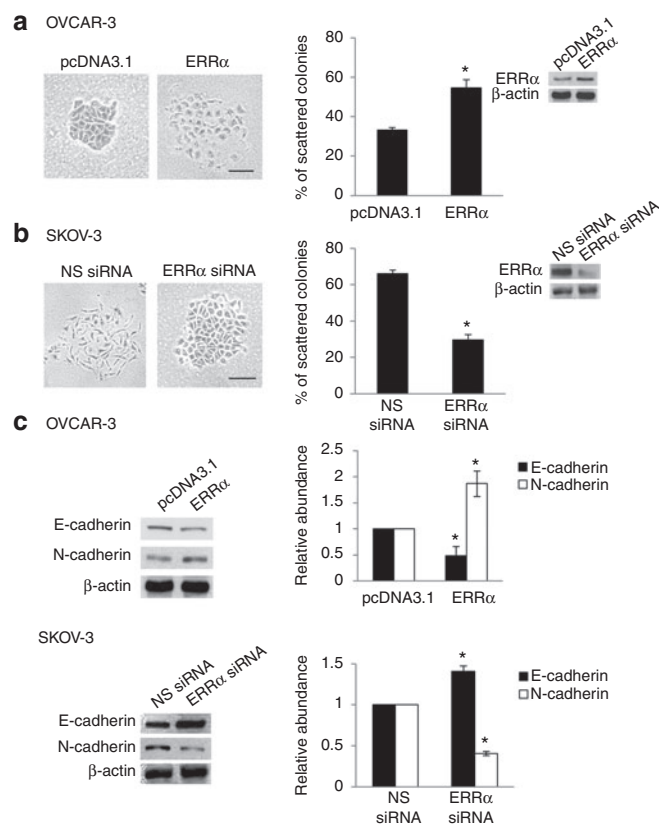 a OVCAR-3
pcDNA3.1 ERRα
% of scattered colonies
80
60
40
20
0
*
pcDNA3.1 ERRα
pcDNA3.1
ERRα
ERRα
β-actin
b SKOV-3
NS siRNA ERRα siRNA
% of scattered colonies
80
60
40
20
0
*
NS siRNA
ERRα siRNA
NS siRNA
ERRα siRNA
ERRα
β-actin
c OVCAR-3
pcDNA3.1
ERRα
E-cadherin
N-cadherin
β-actin
Relative abundance
2.5
2
1.5
1
0.5
0
*
*
pcDNA3.1 ERRα
E-cadherin
N-cadherin
SKOV-3
NS siRNA
ERRα siRNA
E-cadherin
N-cadherin
β-actin
Relative abundance
1.5
1
0.5
0
*
*
NS siRNA
ERRα siRNA
E-cadherin
N-cadherin